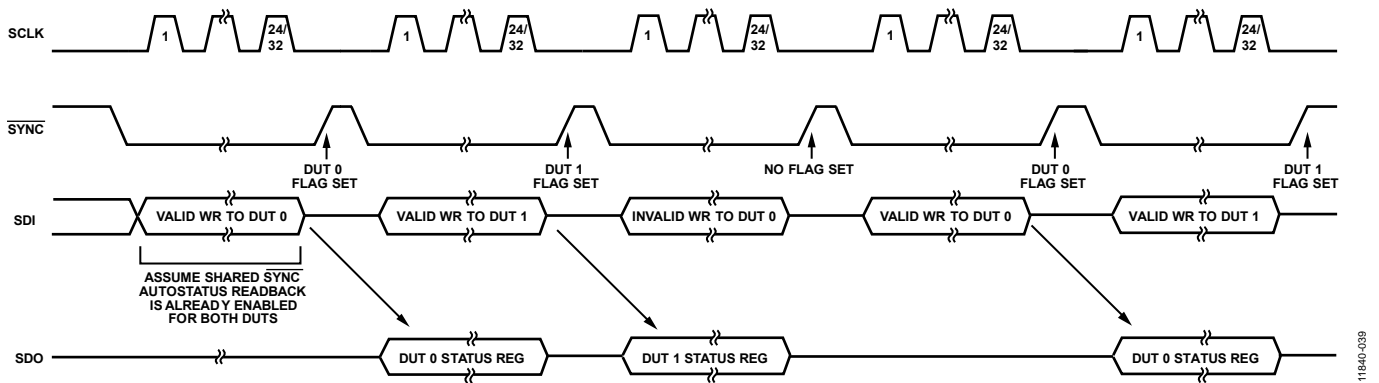 SCLK
1
24/
32
1
24/
32
1
24/
32
1
24/
32
1
24/
32
SYNC
DUT 0
FLAG SET
DUT 1
FLAG SET
NO FLAG SET
DUT 0
FLAG SET
DUT 1
FLAG SET
SDI
VALID WR TO DUT 0
VALID WR TO DUT 1
INVALID WR TO DUT 0
VALID WR TO DUT 0
VALID WR TO DUT 1
ASSUME SHARED SYNC
AUTOSTATUS READBACK
IS ALREADY ENABLED
FOR BOTH DUTS
SDO
DUT 0 STATUS REG
DUT 1 STATUS REG
DUT 0 STATUS REG
11840-039